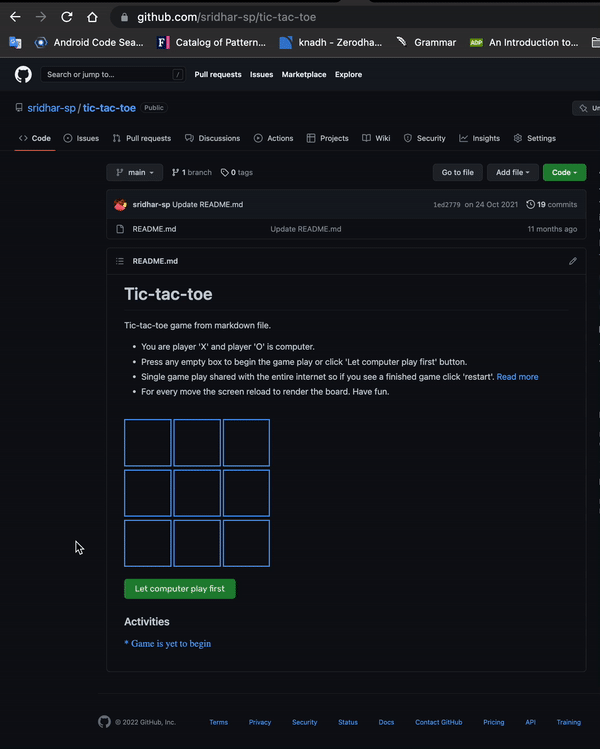 github.com/sridhar-sp/tic-tac-toe
Android Code Sea... Catalog of Pattern... knadh - Zerodha... Grammar ADP An Introduction to...
Search or jump to... / Pull requests Issues Marketplace Explore
sridhar-sp / tic-tac-toe Public Un
Code Issues Pull requests Discussions Actions Projects Wiki Security Insights Settings
main 1 branch 0 tags Go to file Add file Code
sridhar-sp Update README.md 1ed2779 on 24 Oct 2021 19 commits
README.md Update README.md 11 months ago
README.md
Tic-tac-toe
Tic-tac-toe game from markdown file.
• You are player 'X' and player 'O' is computer.
• Press any empty box to begin the game play or click 'Let computer play first' button.
• Single game play shared with the entire internet so if you see a finished game click 'restart'. Read more
• For every move the screen reload to render the board. Have fun.
Let computer play first
Activities
* Game is yet to begin
© 2022 GitHub, Inc. Terms Privacy Security Status Docs Contact GitHub Pricing API Training